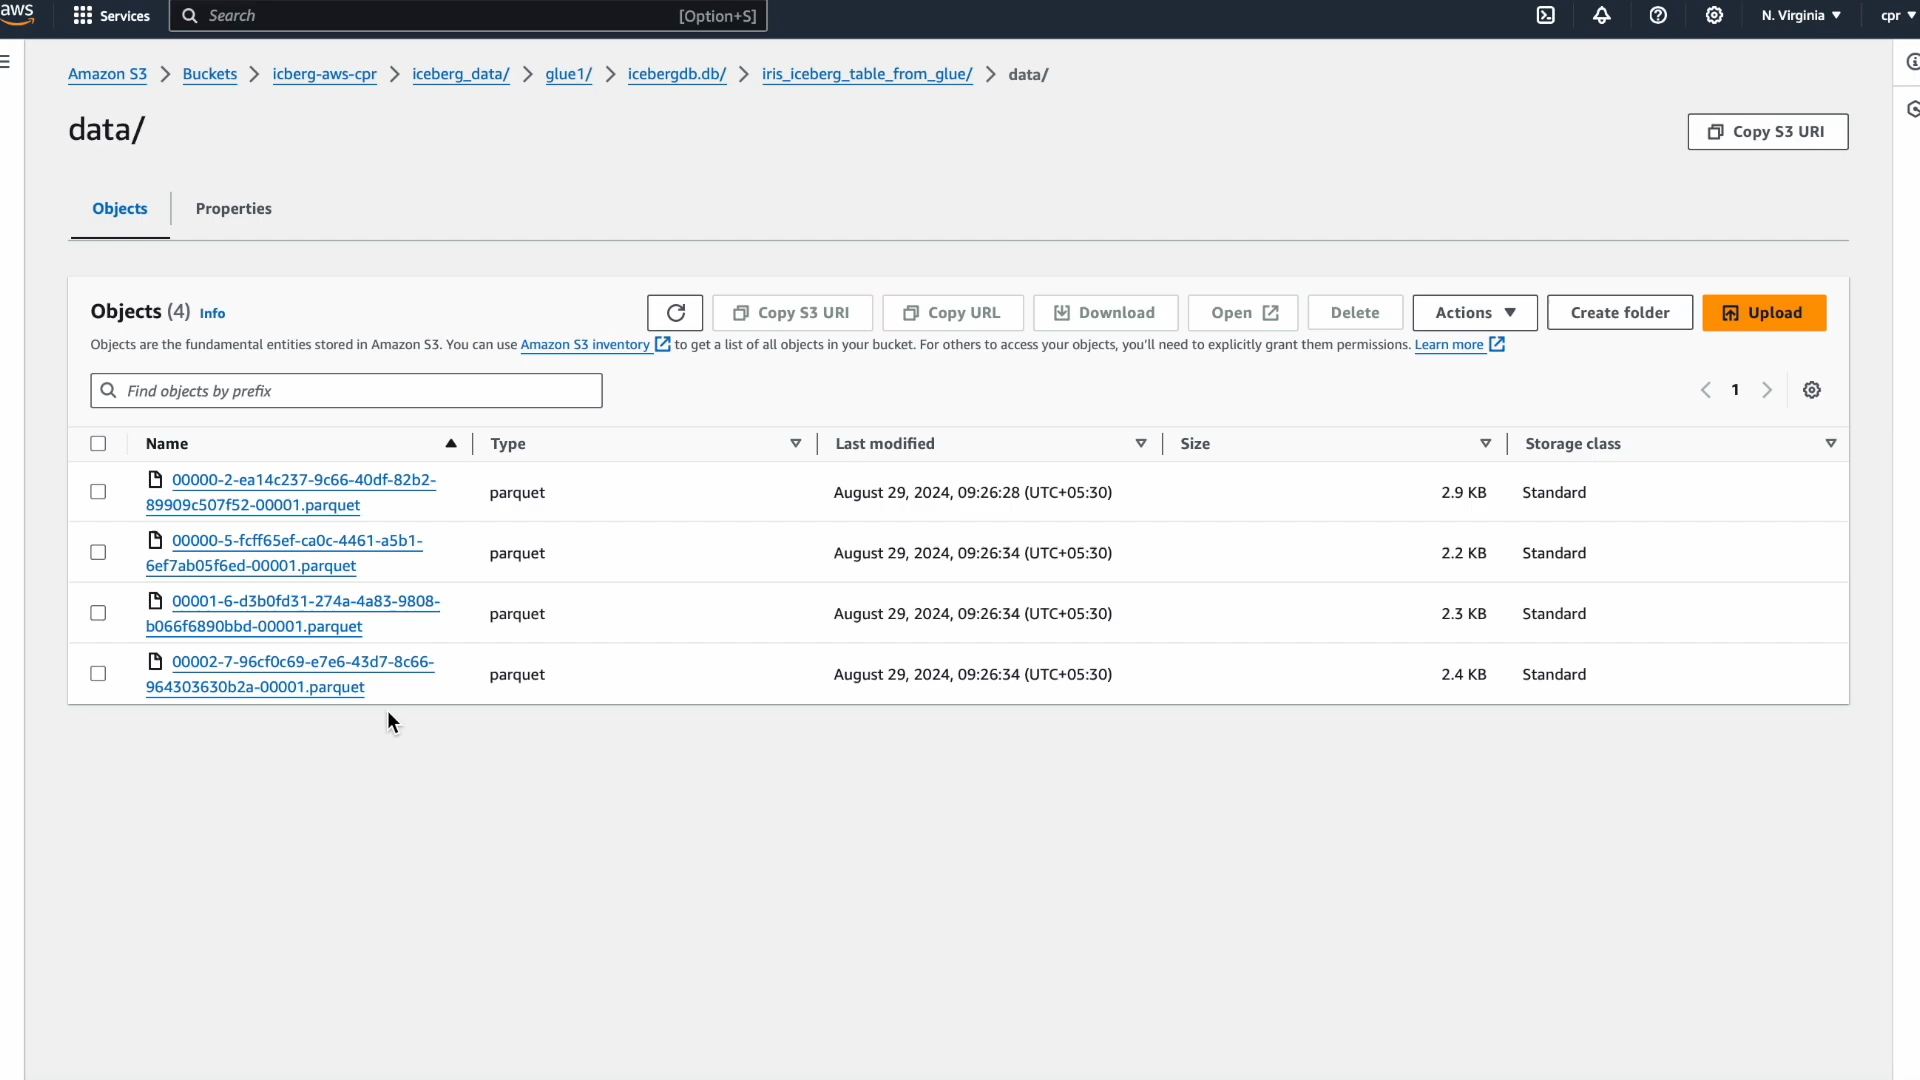 aws Services Search [Option+S] N. Virginia ▼ cpr ▼
Amazon S3 > Buckets > icberg-aws-cpr > iceberg_data/ > glue1/ > icebergdb.db/ > iris_iceberg_table_from_glue/ > data/
data/
Copy S3 URI
Objects Properties
Objects (4) Info Copy S3 URI Copy URL Download Open Delete Actions ▼ Create folder Upload
Objects are the fundamental entities stored in Amazon S3. You can use Amazon S3 inventory to get a list of all objects in your bucket. For others to access your objects, you'll need to explicitly grant them permissions. Learn more
Find objects by prefix
< 1 >
Name Type Last modified Size Storage class
00000-2-ea14c237-9c66-40df-82b2-
89909c507f52-00001.parquet
parquet August 29, 2024, 09:26:28 (UTC+05:30) 2.9 KB Standard
00000-5-fcff65ef-ca0c-4461-a5b1-
6ef7ab05f6ed-00001.parquet
parquet August 29, 2024, 09:26:34 (UTC+05:30) 2.2 KB Standard
00001-6-d3b0fd31-274a-4a83-9808-
b066f6890bbd-00001.parquet
parquet August 29, 2024, 09:26:34 (UTC+05:30) 2.3 KB Standard
00002-7-96cf0c69-e7e6-43d7-8c66-
964303630b2a-00001.parquet
parquet August 29, 2024, 09:26:34 (UTC+05:30) 2.4 KB Standard